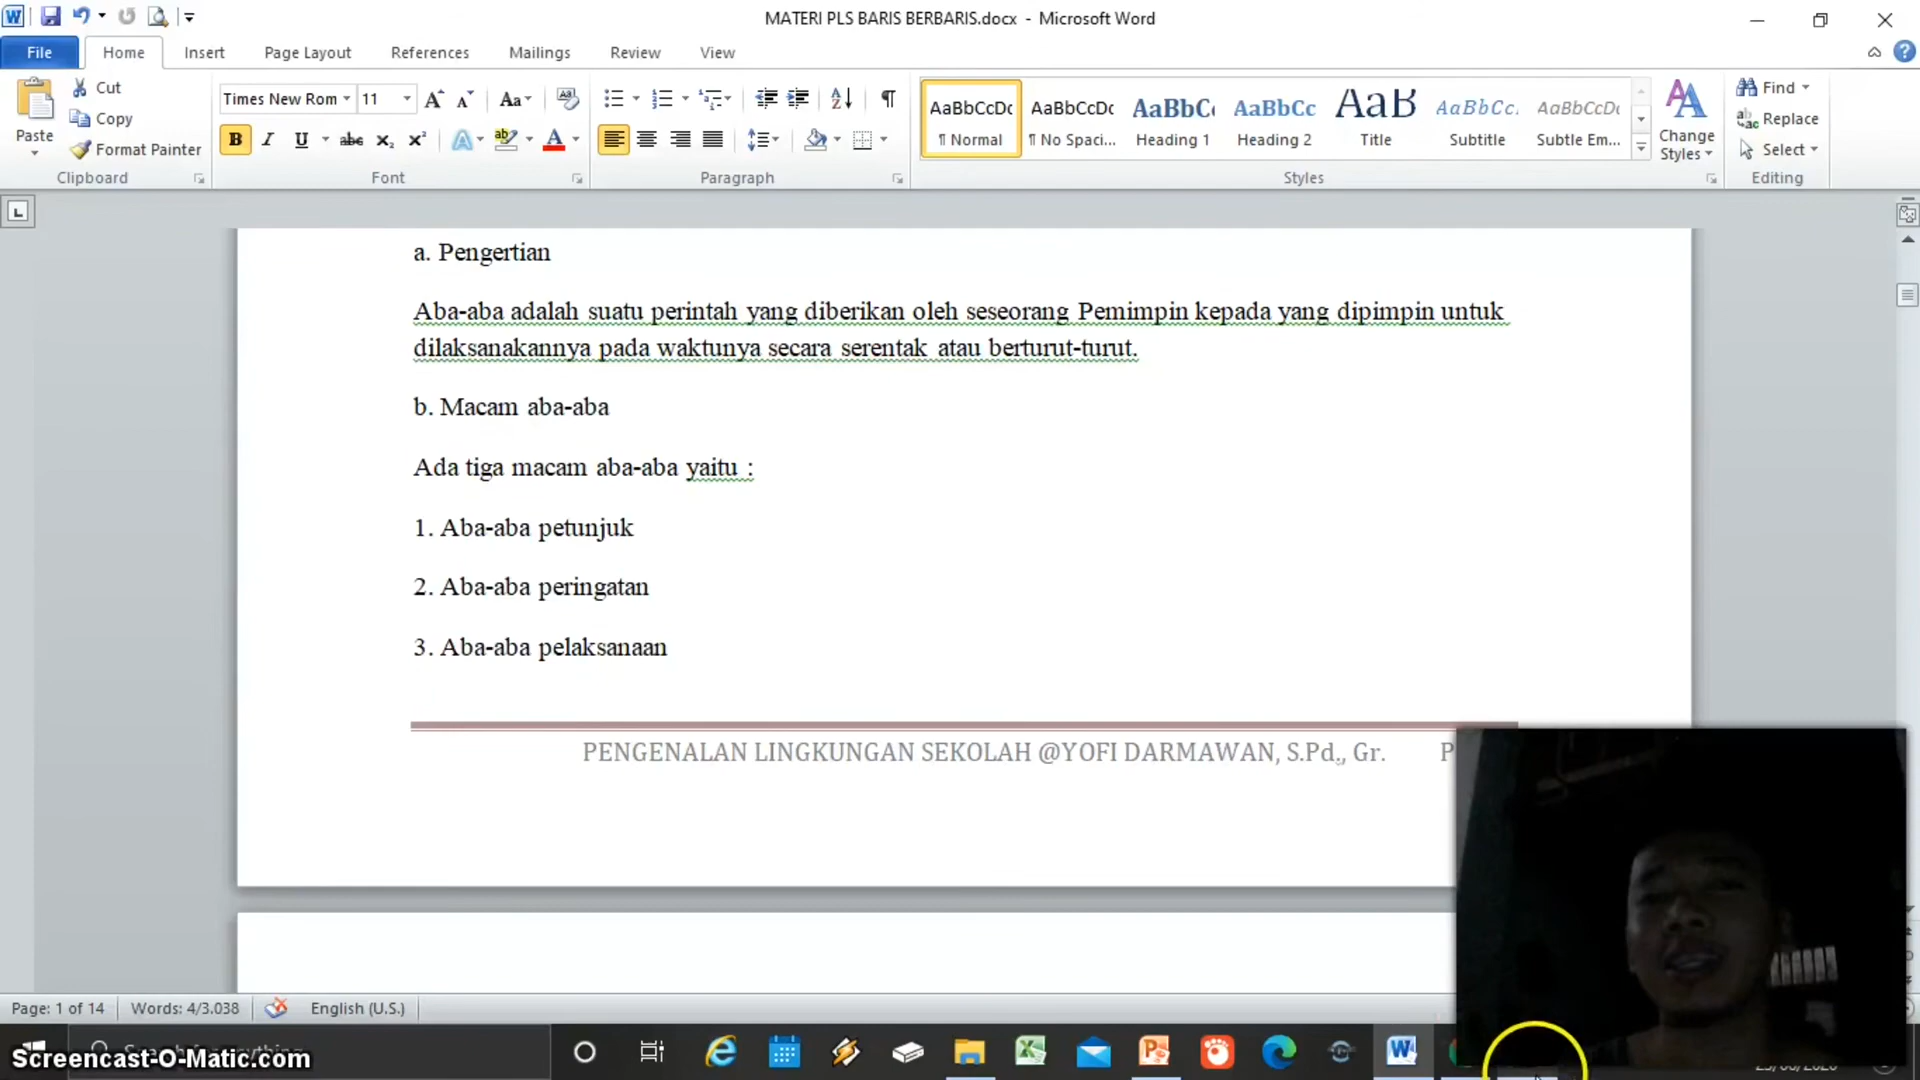 MATERI PLS BARIS BERBARIS.docx - Microsoft Word
File Home Insert Page Layout References Mailings Review View
Paste
Cut
Copy
Format Painter
Clipboard
Times New Rom 11
B I U abc
Font
Paragraph
AaBbCcDc AaBbCcDc AaBbC AaBbCc AaB AaBbCc. AaBbCcDc
¶ Normal ¶ No Spaci... Heading 1 Heading 2 Title Subtitle Subtle Em...
Styles
Change
Styles
Find
Replace
Select
Editing
a. Pengertian
Aba-aba adalah suatu perintah yang diberikan oleh seseorang Pemimpin kepada yang dipimpin untuk
dilaksanakannya pada waktunya secara serentak atau berturut-turut.
b. Macam aba-aba
Ada tiga macam aba-aba yaitu :
1. Aba-aba petunjuk
2. Aba-aba peringatan
3. Aba-aba pelaksanaan
PENGENALAN LINGKUNGAN SEKOLAH @YOFI DARMAWAN, S.Pd,, Gr. P
Page: 1 of 14 Words: 4/3.038 English (U.S.)
Screencast-O-Matic.com